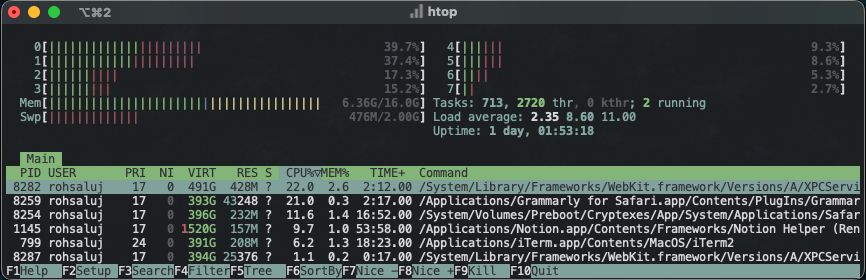 ⌥⌘2 htop
0[|||||||||||||||||||||| 39.7%] 4[|||||| 9.3%]
1[||||||||||||||||||||| 37.4%] 5[|||||| 8.6%]
2[|||||||||| 17.3%] 6[|||| 5.3%]
3[||||||||| 15.2%] 7[|| 2.7%]
Mem[||||||||||||||||||||||||||||||||||||||| 6.36G/16.0G] Tasks: 713, 2720 thr, 0 kthr; 2 running
Swp[||||||||||||| 476M/2.00G] Load average: 2.35 8.60 11.00
Uptime: 1 day, 01:53:18
Main
PID USER PRI NI VIRT RES S CPU%▽MEM% TIME+ Command
8282 rohsaluj 17 0 491G 428M ? 22.0 2.6 2:12.00 /System/Library/Frameworks/WebKit.framework/Versions/A/XPCServi
8259 rohsaluj 17 0 393G 43248 ? 21.0 0.3 2:17.00 /Applications/Grammarly for Safari.app/Contents/PlugIns/Grammar
8254 rohsaluj 17 0 396G 232M ? 11.6 1.4 16:52.00 /System/Volumes/Preboot/Cryptexes/App/System/Applications/Safar
1145 rohsaluj 17 0 1520G 157M ? 9.7 1.0 53:58.00 /Applications/Notion.app/Contents/Frameworks/Notion Helper (Ren
799 rohsaluj 24 0 391G 208M ? 6.2 1.3 18:23.00 /Applications/iTerm.app/Contents/MacOS/iTerm2
8287 rohsaluj 17 0 394G 25376 ? 1.1 0.2 0:17.00 /System/Library/Frameworks/WebKit.framework/Versions/A/XPCServi
F1Help F2Setup F3SearchF4FilterF5Tree F6SortByF7Nice -F8Nice +F9Kill F10Quit